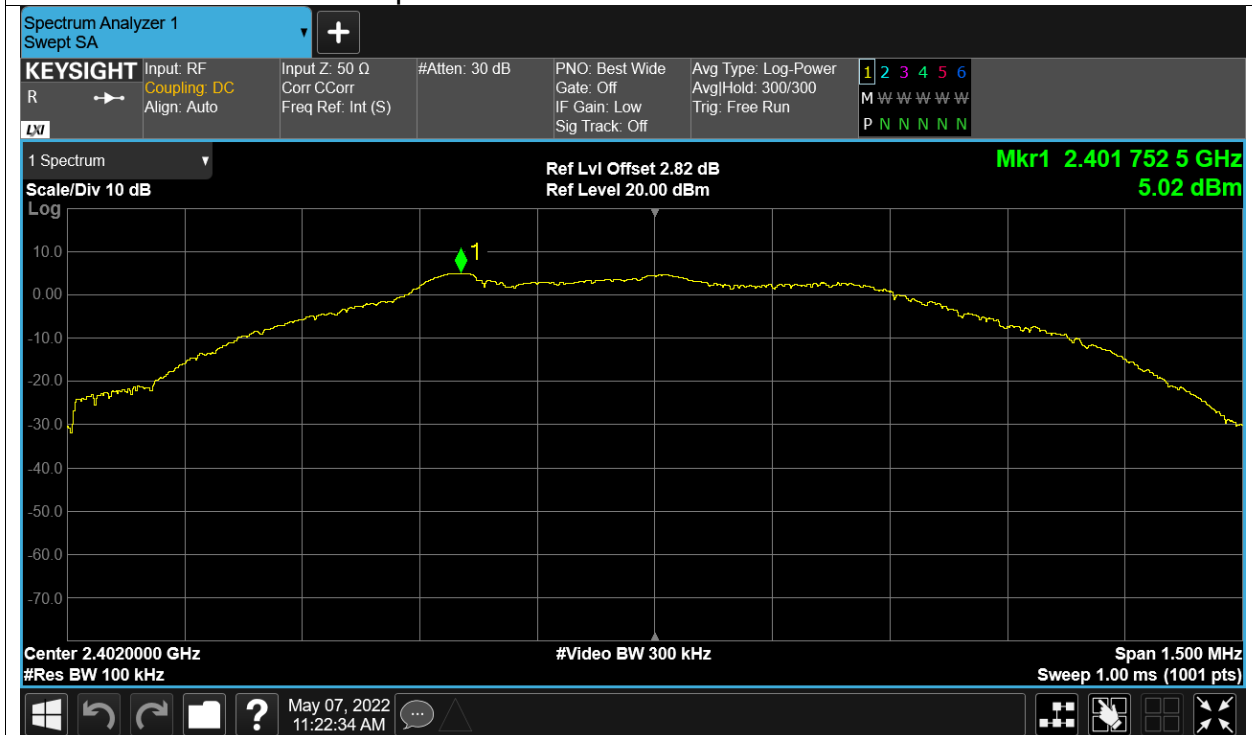 Spectrum Analyzer 1
Swept SA
+
KEYSIGHT
R
LXI
Input: RF
Coupling: DC
Align: Auto
Input Z: 50 Ω
Corr CCorr
Freq Ref: Int (S)
#Atten: 30 dB
PNO: Best Wide
Gate: Off
IF Gain: Low
Sig Track: Off
Avg Type: Log-Power
Avg|Hold: 300/300
Trig: Free Run
1 2 3 4 5 6
M W W W W W
P N N N N N N
1 Spectrum
Scale/Div 10 dB
Log
Ref Lvl Offset 2.82 dB
Ref Level 20.00 dBm
Mkr1 2.401 752 5 GHz
5.02 dBm
1
10.0
0.00
-10.0
-20.0
-30.0
-40.0
-50.0
-60.0
-70.0
Center 2.4020000 GHz
#Res BW 100 kHz
#Video BW 300 kHz
Span 1.500 MHz
Sweep 1.00 ms (1001 pts)
?
May 07, 2022
11:22:34 AM